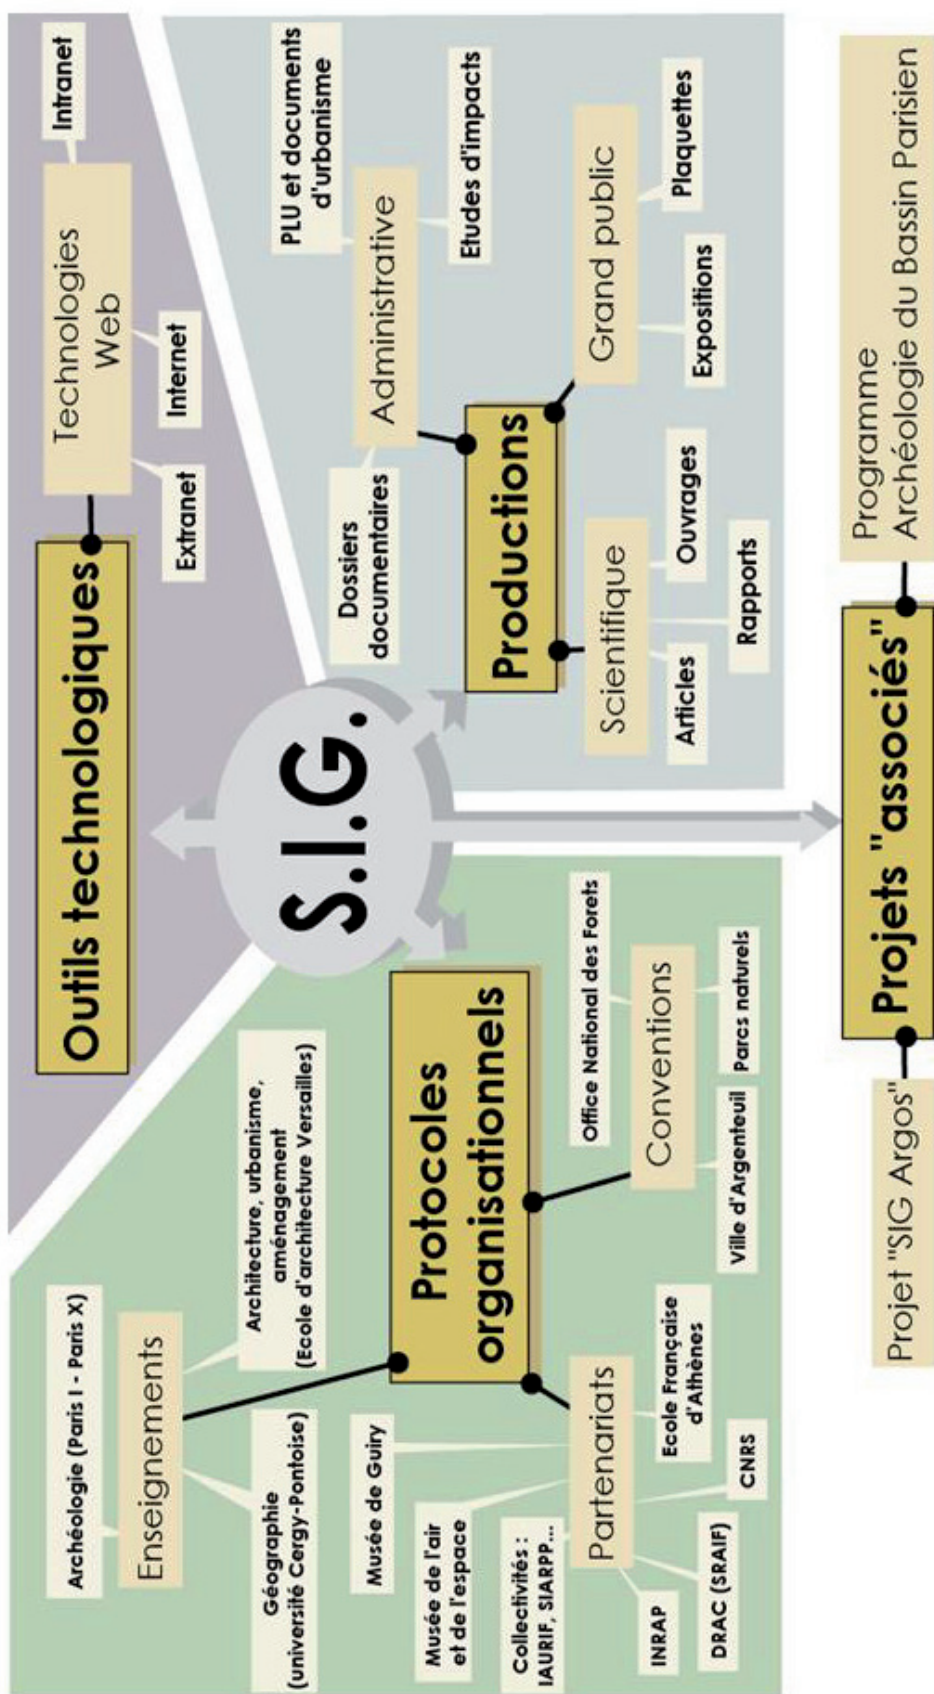 Outils technologiques
Technologies
Web
Intranet
Internet
Extranet
S.I.G.
Enseignements
Archéologie (Paris I - Paris X)
Architecture, urbanisme,
aménagement
(Ecole d'architecture Versailles)
Géographie
(université Cergy-Pontoise)
Protocoles
organisationnels
Musée de Guiry
Musée de l'air
et de l'espace
Collectivités :
IAURIF, SIARPP...
Partenariats
Ecole Française
d'Athènes
INRAP
DRAC (SRAIF)
CNRS
Office National des Forets
Conventions
Ville d'Argenteuil
Parcs naturels
PLU et documents
d'urbanisme
Administrative
Dossiers
documentaires
Etudes d'impacts
Productions
Scientifique
Articles
Ouvrages
Rapports
Grand public
Expositions
Plaquettes
Projet "SIG Argos"
Projets "associés"
Programme
Archéologie du Bassin Parisien